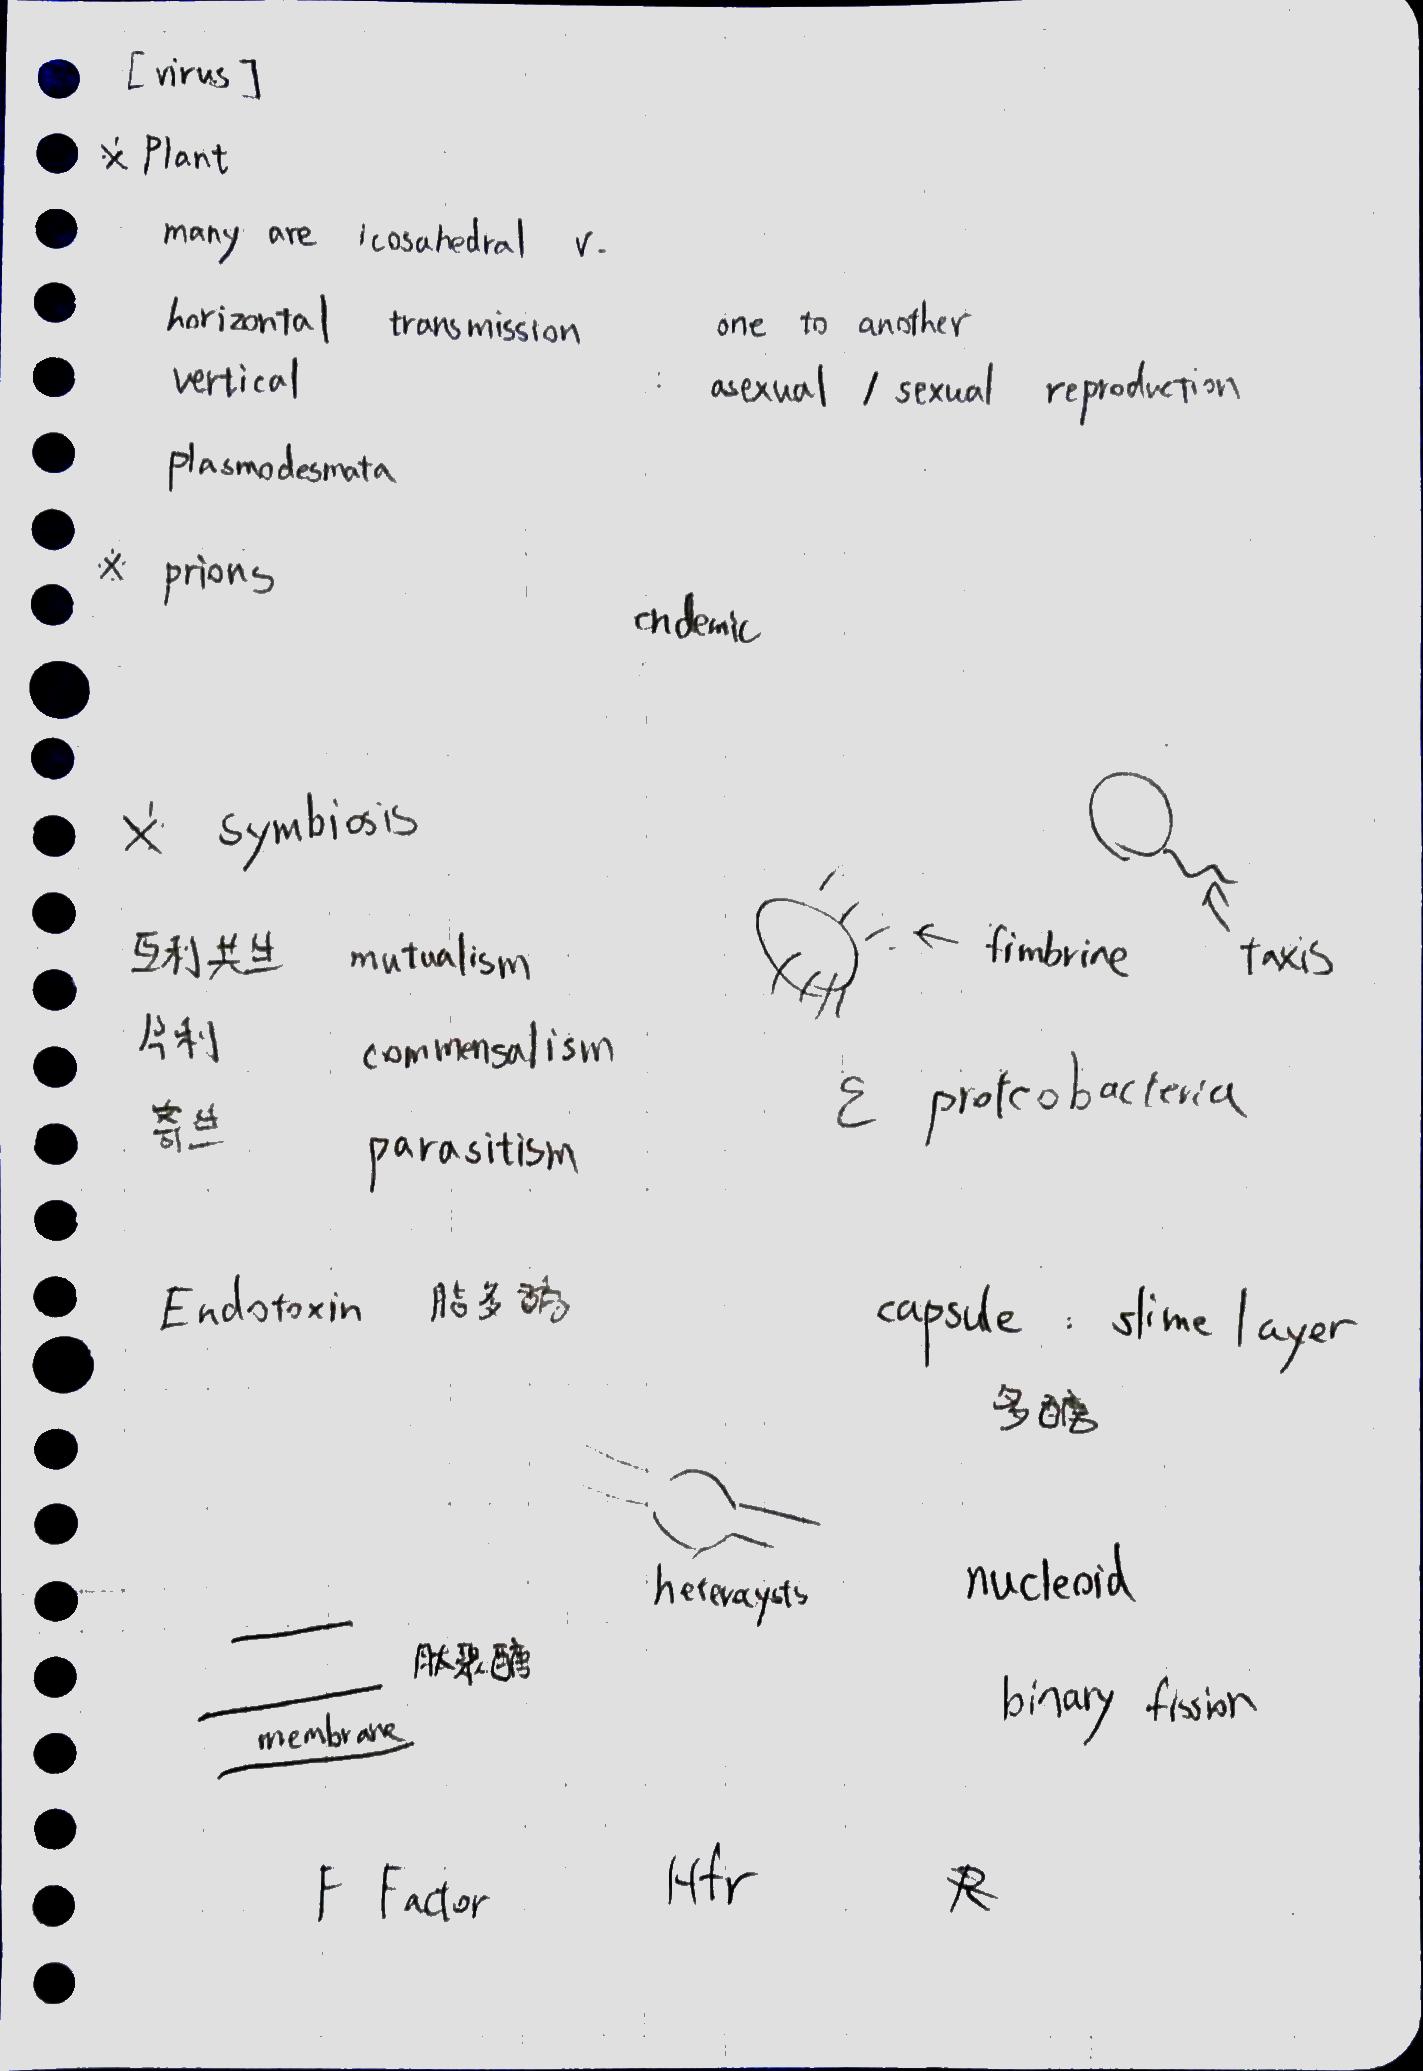 [virus]
※ Plant
many are icosahedral v.
horizontal transmission one to another
vertical : asexual / sexual reproduction
plasmodesmata
※ prions
endemic
※ symbiosis
互利共生 mutualism
← fimbrine
taxis
片利 commensalism
ε proteobacteria
寄生 parasitism
Endotoxin 脂多醣
capsule : slime layer
多醣
heterocysts
nucleoid
肽聚醣
membrane
binary fission
F Factor Hfr R